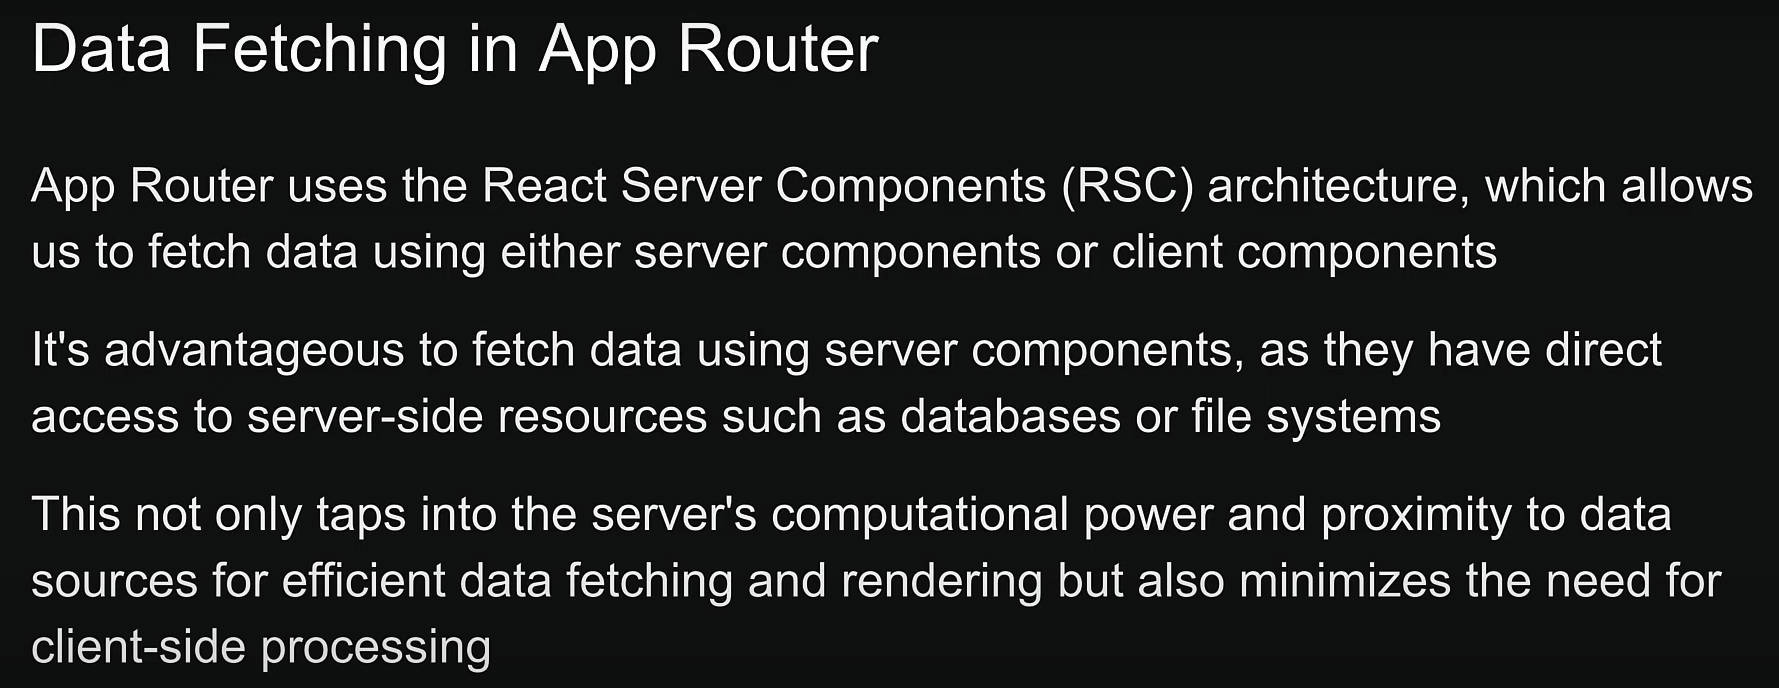 Data Fetching in App Router
App Router uses the React Server Components (RSC) architecture, which allows
us to fetch data using either server components or client components
It's advantageous to fetch data using server components, as they have direct
access to server-side resources such as databases or file systems
This not only taps into the server's computational power and proximity to data
sources for efficient data fetching and rendering but also minimizes the need for
client-side processing